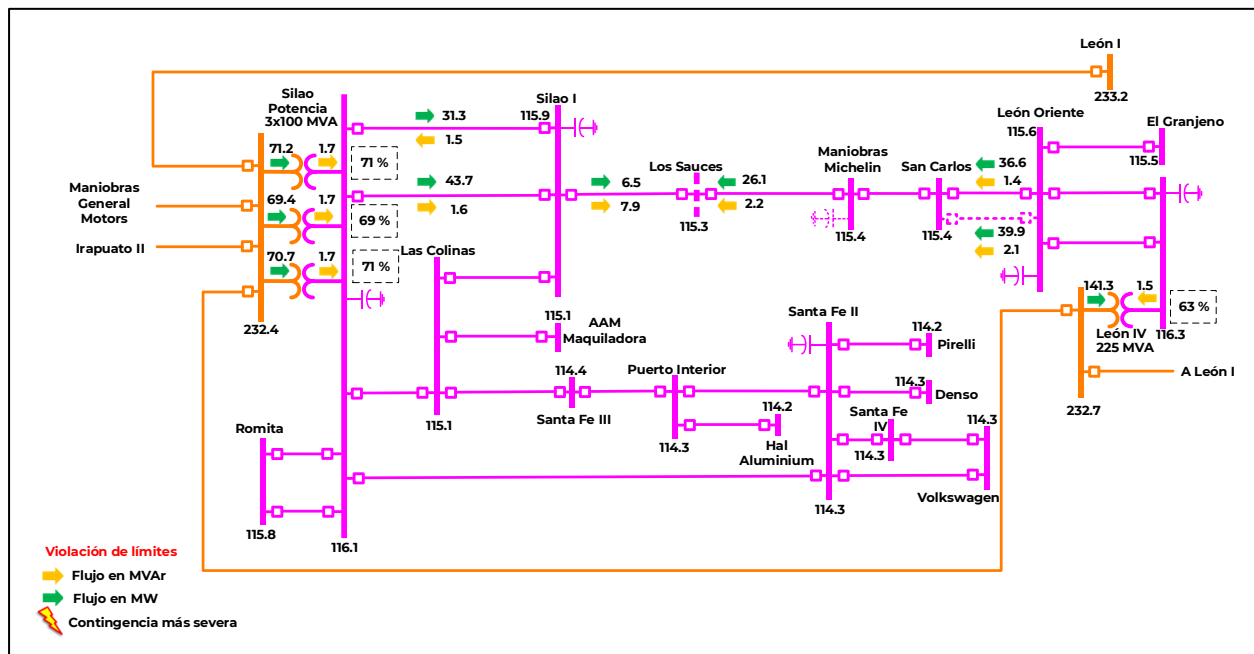 León I
233.2
Silao
Potencia
3x100 MVA
31.3
1.5
115.9
Silao I
León Oriente
115.6
El Granjeno
115.5
71.2
1.7
71 %
Los Sauces
Maniobras
Michelin
San Carlos
36.6
1.4
43.7
1.6
6.5
7.9
26.1
2.2
115.3
115.4
115.4
39.9
2.1
Maniobras
General
Motors
69.4
1.7
69 %
Irapuato II
70.7
1.7
71 %
Las Colinas
232.4
141.3
1.5
63 %
León IV
225 MVA
116.3
A León I
232.7
115.1
AAM
Maquiladora
Santa Fe II
114.2
Pirelli
114.4
Santa Fe III
Puerto Interior
114.3
Denso
115.1
114.3
114.2
Hal
Aluminium
Santa Fe
IV
114.3
114.3
Volkswagen
114.3
Romita
115.8
116.1
Violación de límites
Flujo en MVAr
Flujo en MW
Contingencia más severa